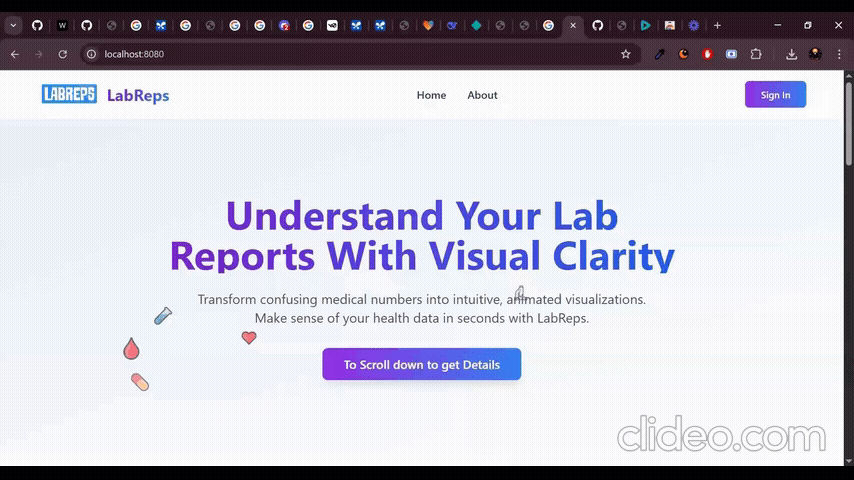 localhost:8080
LABREPS LabReps
Home
About
Sign In
Understand Your Lab
Reports With Visual Clarity
Transform confusing medical numbers into intuitive, animated visualizations.
Make sense of your health data in seconds with LabReps.
To Scroll down to get Details
clideo.com